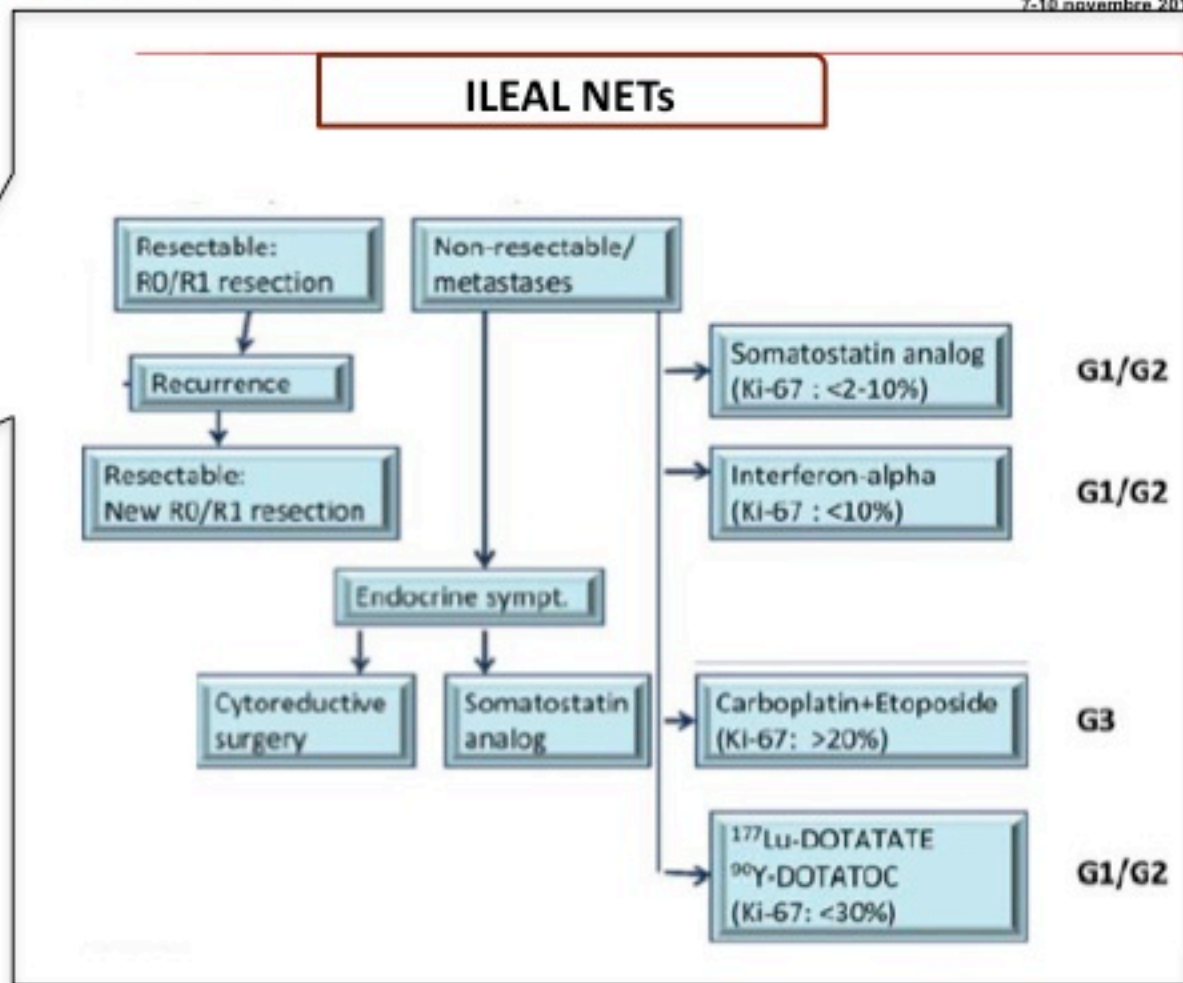 7-10 novembre 201
ILEAL NETs
Resectable:
R0/R1 resection
Non-resectable/
metastases
Recurrence
Resectable:
New R0/R1 resection
Somatostatin analog
(Ki-67 : <2-10%)
G1/G2
Interferon-alpha
(Ki-67 : <10%)
G1/G2
Endocrine sympt.
Cytoreductive
surgery
Somatostatin
analog
Carboplatin+Etoposide
(Ki-67: >20%)
G3
¹⁷⁷Lu-DOTATATE
⁹⁰Y-DOTATOC
(Ki-67: <30%)
G1/G2